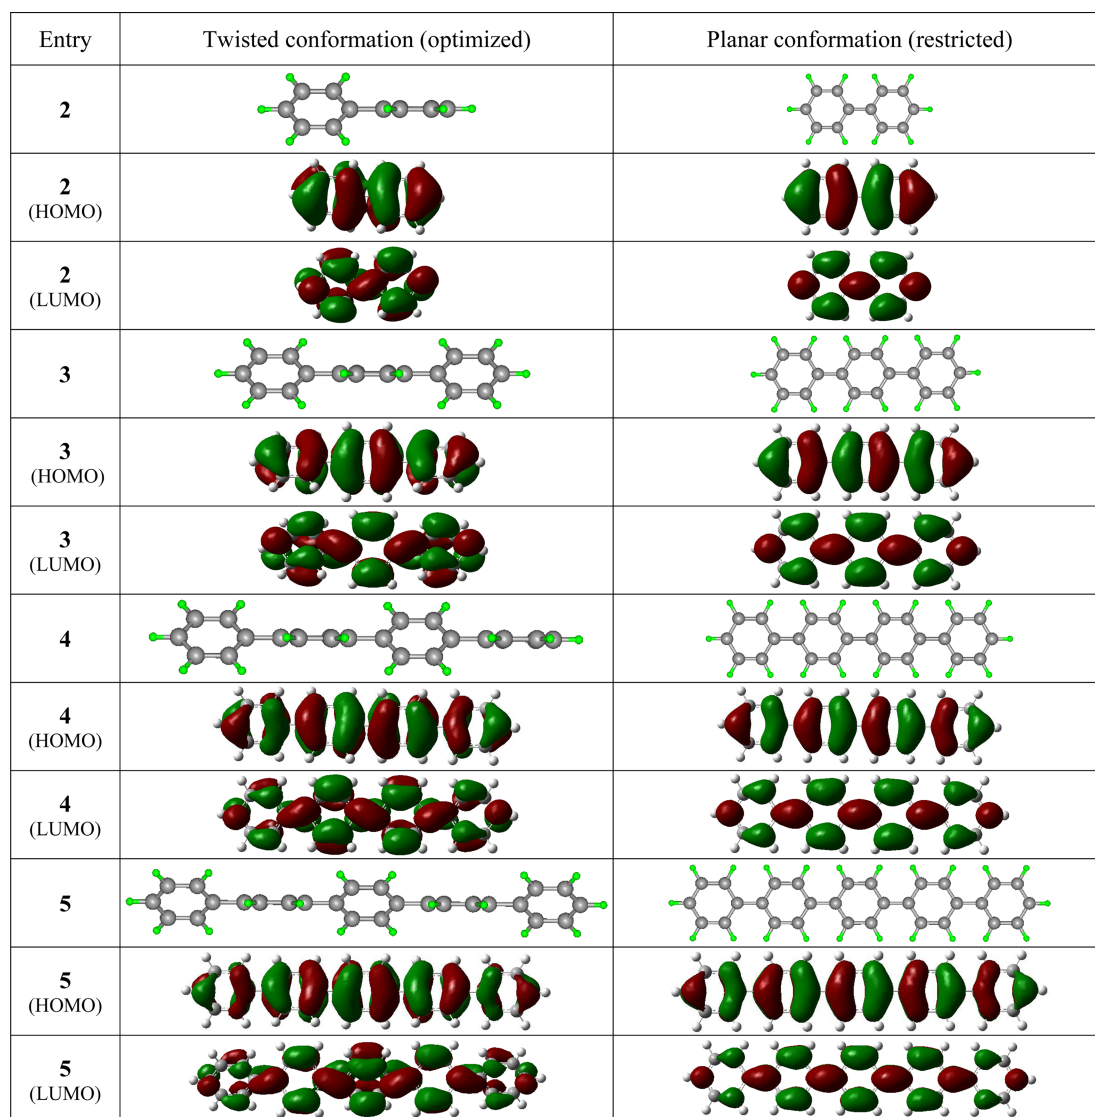 Entry Twisted conformation (optimized) Planar conformation (restricted)
2
2
(HOMO)
2
(LUMO)
3
3
(HOMO)
3
(LUMO)
4
4
(HOMO)
4
(LUMO)
5
5
(HOMO)
5
(LUMO)